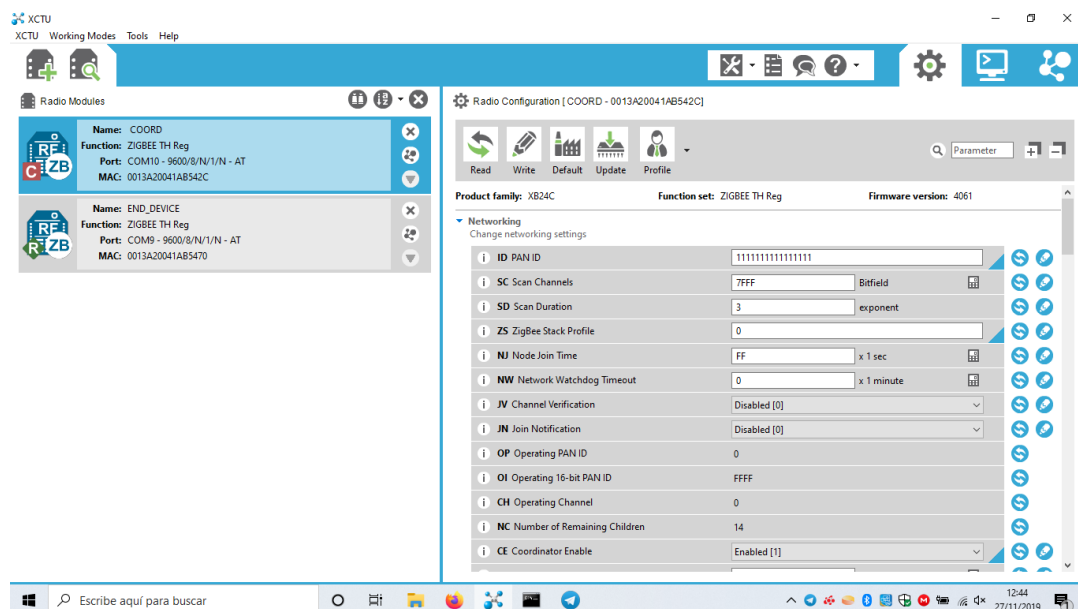 XCTU
XCTU Working Modes Tools Help
Radio Modules
Name: COORD
Function: ZIGBEE TH Reg
Port: COM10 - 9600/8/N/1/N - AT
MAC: 0013A20041AB542C
RF
C ZB
Name: END_DEVICE
Function: ZIGBEE TH Reg
Port: COM9 - 9600/8/N/1/N - AT
MAC: 0013A20041AB5470
RF
R ZB
Radio Configuration [ COORD - 0013A20041AB542C]
Read Write Default Update Profile
Parameter
Product family: XB24C Function set: ZIGBEE TH Reg Firmware version: 4061
Networking
Change networking settings
i ID PAN ID 1111111111111111
i SC Scan Channels 7FFF Bitfield
i SD Scan Duration 3 exponent
i ZS ZigBee Stack Profile 0
i NJ Node Join Time FF x 1 sec
i NW Network Watchdog Timeout 0 x 1 minute
i JV Channel Verification Disabled [0]
i JN Join Notification Disabled [0]
i OP Operating PAN ID 0
i OI Operating 16-bit PAN ID FFFF
i CH Operating Channel 0
i NC Number of Remaining Children 14
i CE Coordinator Enable Enabled [1]
Escribe aquí para buscar
12:44
27/11/2019